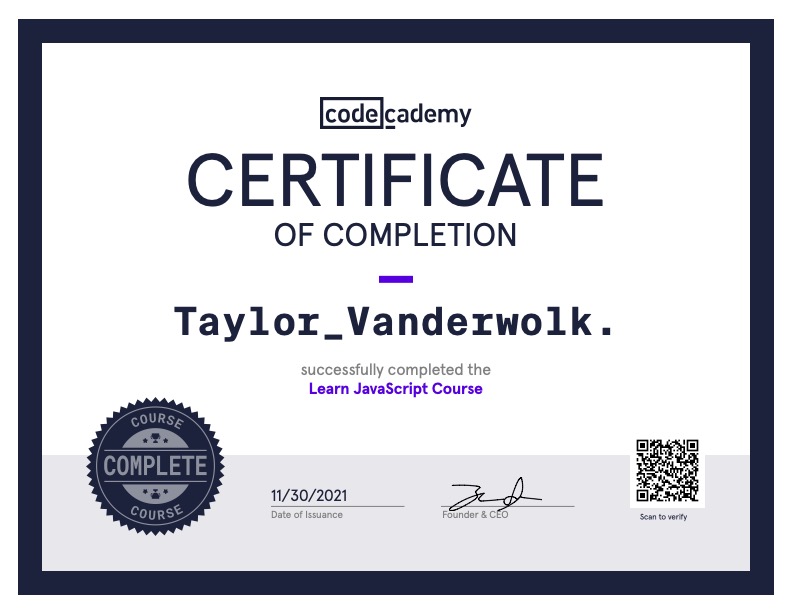 codecademy
CERTIFICATE
OF COMPLETION
Taylor_Vanderwolk.
successfully completed the
Learn JavaScript Course
COURSE
COMPLETE
COURSE
11/30/2021
Date of Issuance
Founder & CEO
Scan to verify